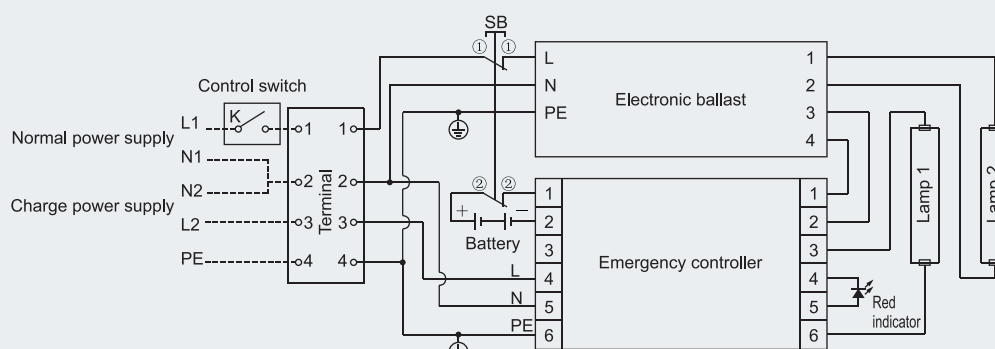 SB
① ①
Control switch
K
Normal power supply
L1
N1
N2
Charge power supply
L2
PE
1 1
2 2
3 3
4 4
Terminal
L
N
PE
Electronic ballast
1
2
3
4
② ②
+ −
Battery
L
N
PE
1
2
3
4
5
6
Emergency controller
1
2
3
4
5
6
Red
indicator
Lamp 1
Lamp 2